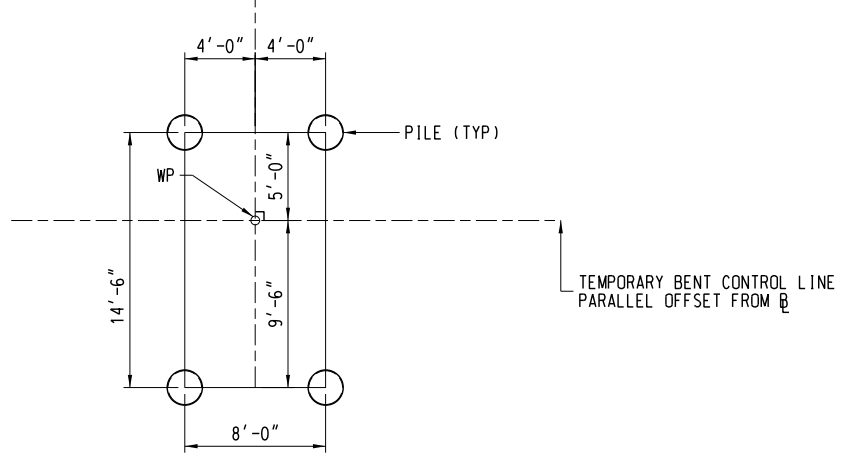 4'-0" 4'-0"
PILE (TYP)
WP
5'-0"
TEMPORARY BENT CONTROL LINE
PARALLEL OFFSET FROM BL
14'-6"
9'-6"
8'-0"